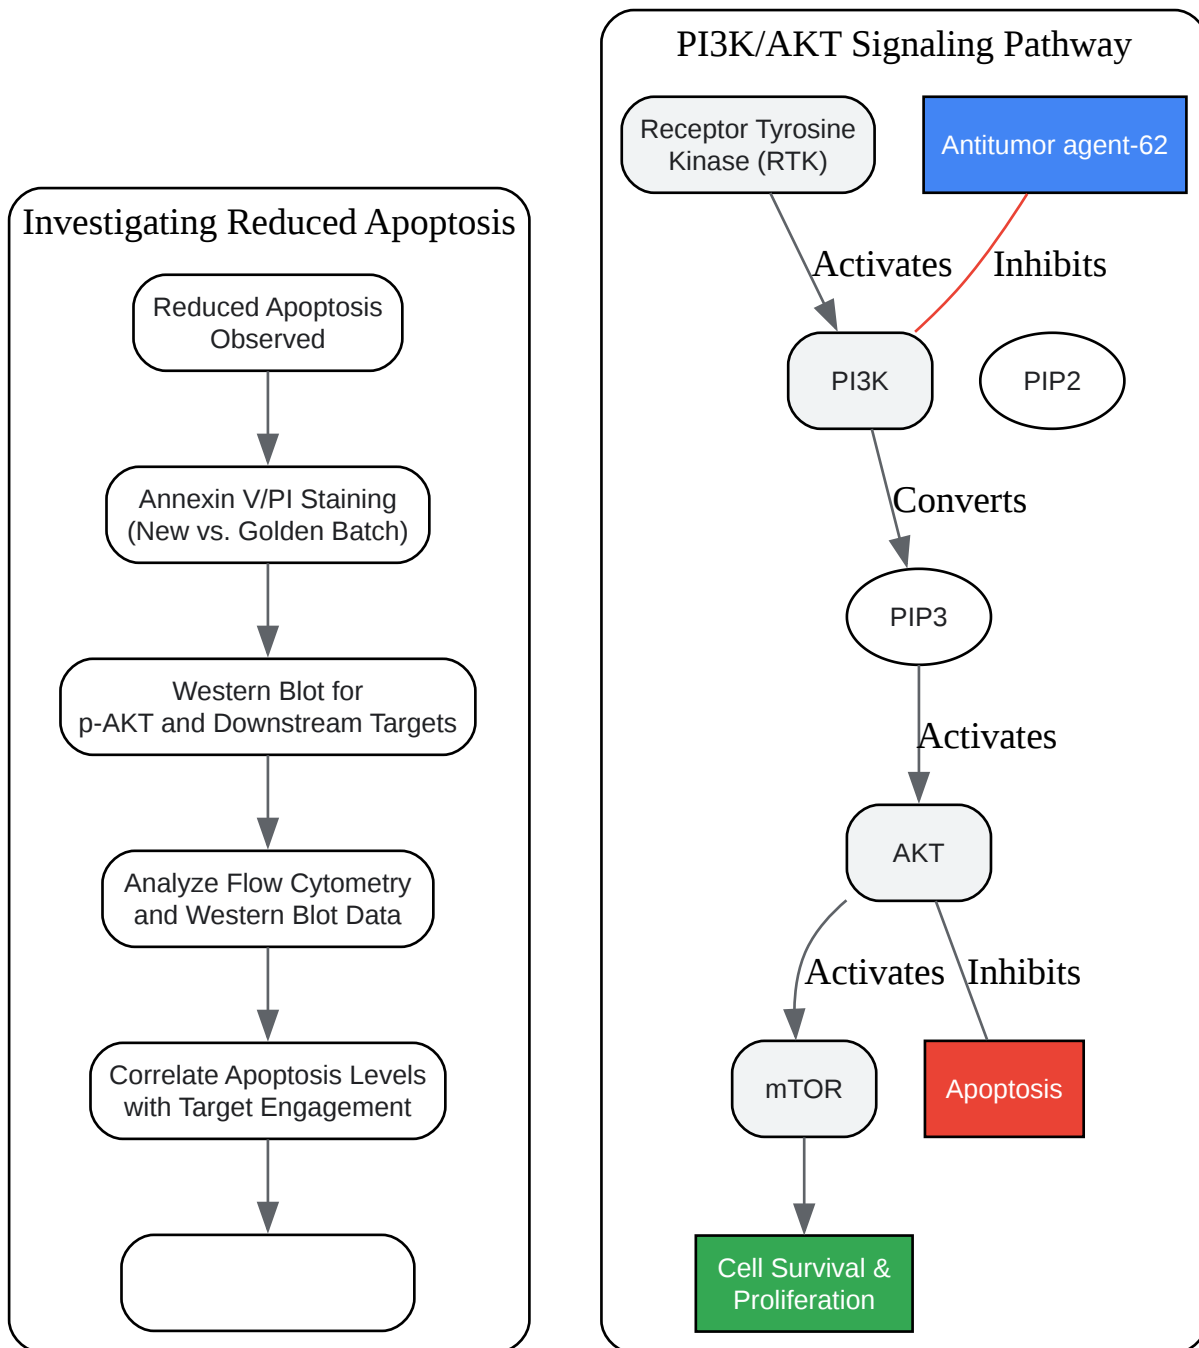 Investigating Reduced Apoptosis
Reduced Apoptosis
Observed
Annexin V/PI Staining
(New vs. Golden Batch)
Western Blot for
p-AKT and Downstream Targets
Analyze Flow Cytometry
and Western Blot Data
Correlate Apoptosis Levels
with Target Engagement
PI3K/AKT Signaling Pathway
Receptor Tyrosine
Kinase (RTK)
Antitumor agent-62
Activates
Inhibits
PI3K
PIP2
Converts
PIP3
Activates
AKT
Activates
Inhibits
mTOR
Apoptosis
Cell Survival &
Proliferation